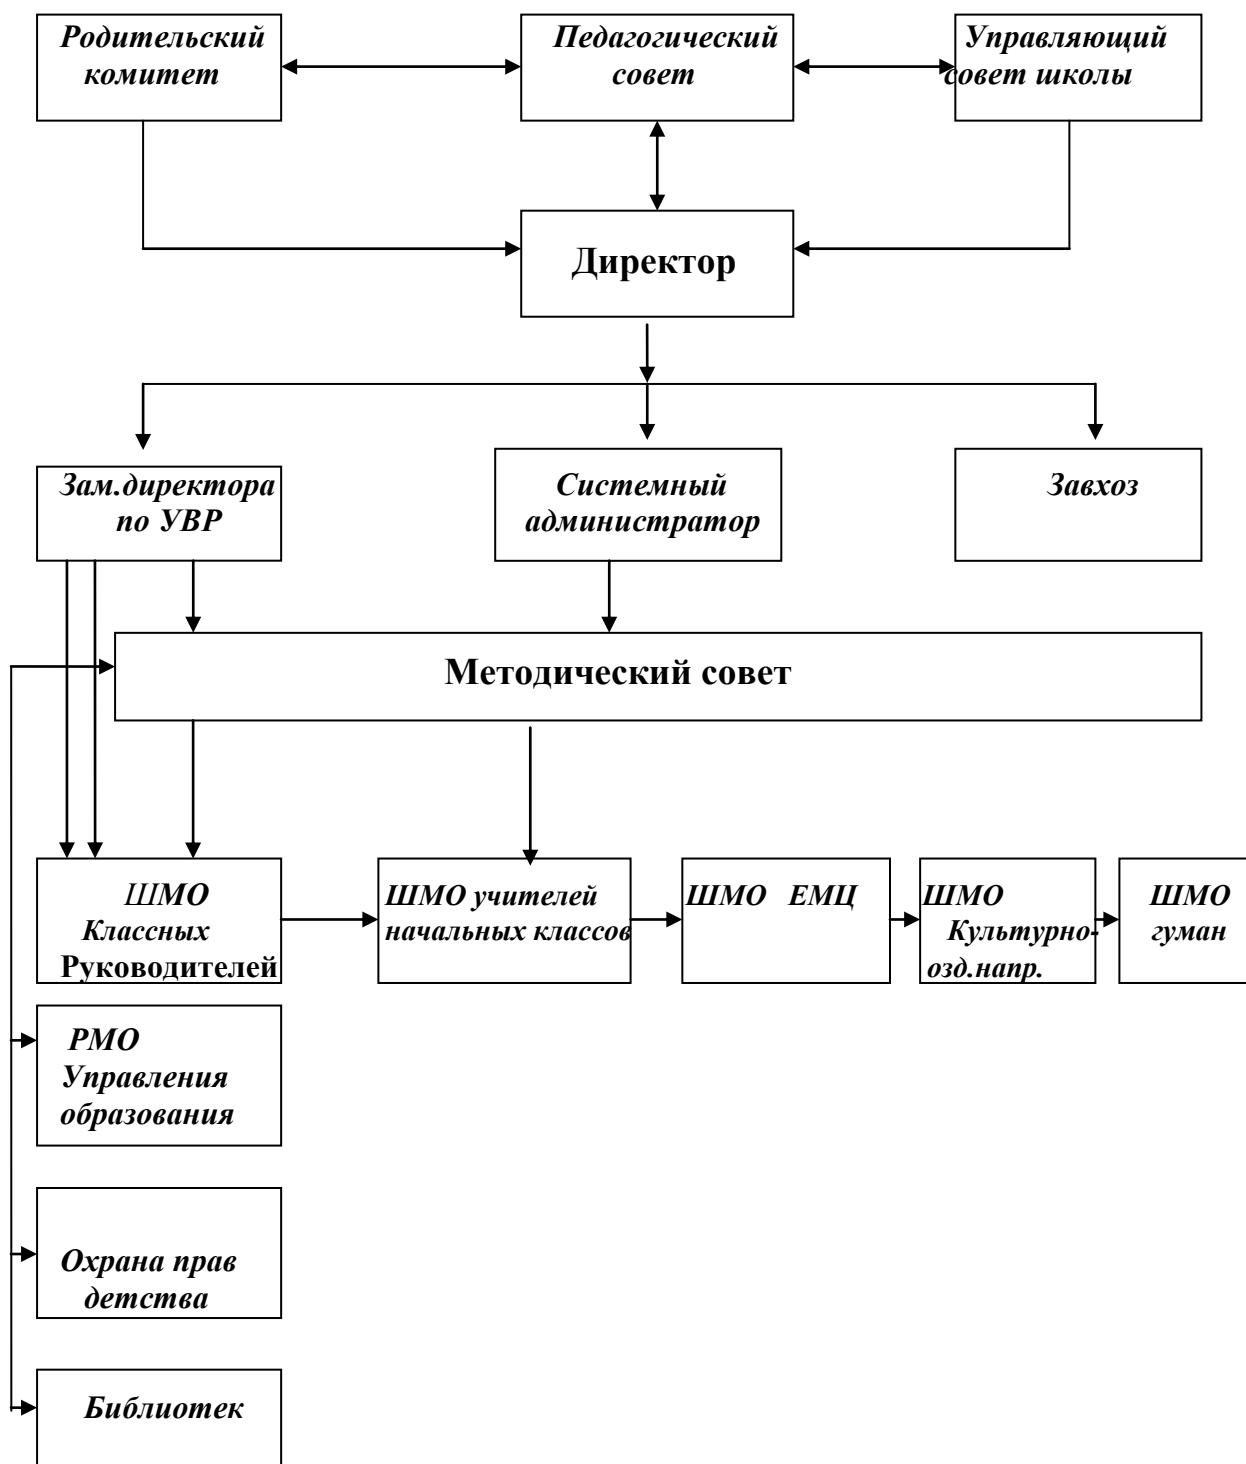 Родительский
комитет
Педагогический
совет
Управляющий
совет школы
Директор
Зам.директора
по УВР
Системный
администратор
Завхоз
Методический совет
ШМО
Классных
Руководителей
ШМО учителей
начальных классов
ШМО ЕМЦ
ШМО
Культурно-
озд.напр.
ШМО
гуман
РМО
Управления
образования
Охрана прав
детства
Библиотек